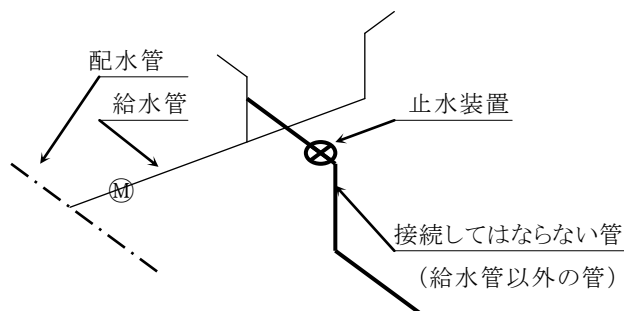 配水管
給水管
止水装置
M
接続してはならない管
（給水管以外の管）